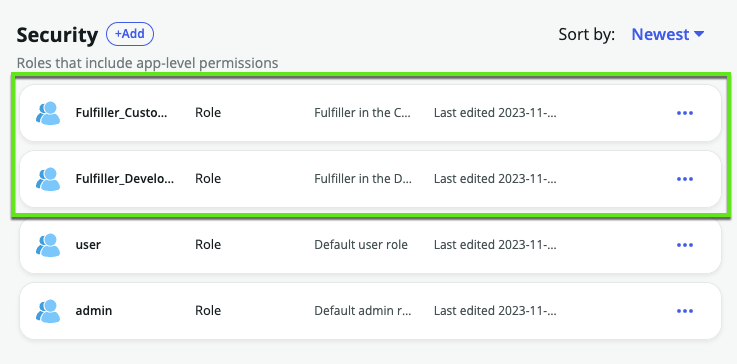 Security +Add Sort by: Newest
Roles that include app-level permissions
Fulfiller_Custo... Role Fulfiller in the C... Last edited 2023-11-...
Fulfiller_Develo... Role Fulfiller in the D... Last edited 2023-11-...
user Role Default user role Last edited 2023-11-...
admin Role Default admin r... Last edited 2023-11-...